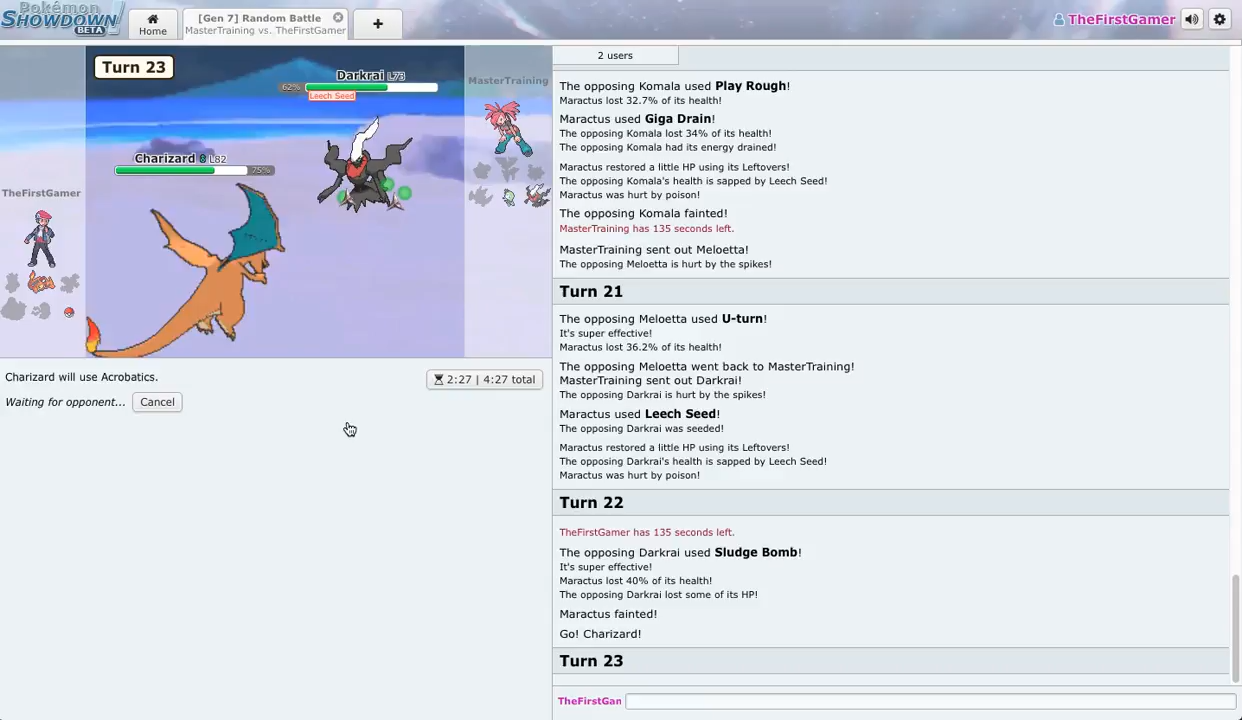 Pokémon
SHOWDOWN
BETA
Home
[Gen 7] Random Battle
MasterTraining vs. TheFirstGamer
+
TheFirstGamer
Turn 23
Darkrai L73
62%
Leech Seed
Charizard L82
75%
TheFirstGamer
MasterTraining
Charizard will use Acrobatics.
2:27 | 4:27 total
Waiting for opponent... Cancel
2 users
The opposing Komala used Play Rough!
Maractus lost 32.7% of its health!
Maractus used Giga Drain!
The opposing Komala lost 34% of its health!
The opposing Komala had its energy drained!
Maractus restored a little HP using its Leftovers!
The opposing Komala's health is sapped by Leech Seed!
Maractus was hurt by poison!
The opposing Komala fainted!
MasterTraining has 135 seconds left.
MasterTraining sent out Meloetta!
The opposing Meloetta is hurt by the spikes!
Turn 21
The opposing Meloetta used U-turn!
It's super effective!
Maractus lost 36.2% of its health!
The opposing Meloetta went back to MasterTraining!
MasterTraining sent out Darkrai!
The opposing Darkrai is hurt by the spikes!
Maractus used Leech Seed!
The opposing Darkrai was seeded!
Maractus restored a little HP using its Leftovers!
The opposing Darkrai's health is sapped by Leech Seed!
Maractus was hurt by poison!
Turn 22
TheFirstGamer has 135 seconds left.
The opposing Darkrai used Sludge Bomb!
It's super effective!
Maractus lost 40% of its health!
The opposing Darkrai lost some of its HP!
Maractus fainted!
Go! Charizard!
Turn 23
TheFirstGan